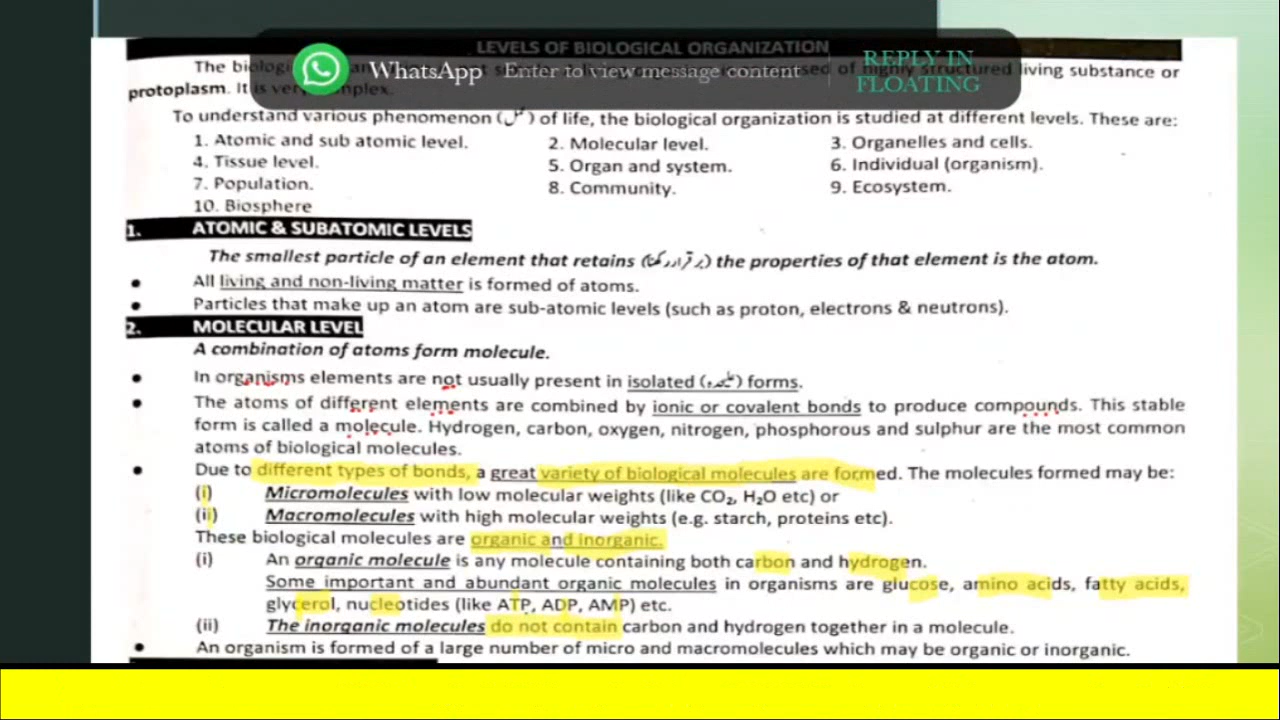 LEVELS OF BIOLOGICAL ORGANIZATION
WhatsApp Enter to view message content
REPLY IN
FLOATING
The of highly structured living substance or
protoplasm. It is very complex.
To understand various phenomenon (عمل) of life, the biological organization is studied at different levels. These are:
1. Atomic and sub atomic level. 2. Molecular level. 3. Organelles and cells.
4. Tissue level. 5. Organ and system. 6. Individual (organism).
7. Population. 8. Community. 9. Ecosystem.
10. Biosphere
1. ATOMIC & SUBATOMIC LEVELS
The smallest particle of an element that retains (برقرار رکھنا) the properties of that element is the atom.
• All living and non-living matter is formed of atoms.
• Particles that make up an atom are sub-atomic levels (such as proton, electrons & neutrons).
2. MOLECULAR LEVEL
A combination of atoms form molecule.
• In organisms elements are not usually present in isolated (علیحدہ) forms.
• The atoms of different elements are combined by ionic or covalent bonds to produce compounds. This stable
form is called a molecule. Hydrogen, carbon, oxygen, nitrogen, phosphorous and sulphur are the most common
atoms of biological molecules.
• Due to different types of bonds, a great variety of biological molecules are formed. The molecules formed may be:
(i) Micromolecules with low molecular weights (like CO₂, H₂O etc) or
(ii) Macromolecules with high molecular weights (e.g. starch, proteins etc).
These biological molecules are organic and inorganic.
(i) An organic molecule is any molecule containing both carbon and hydrogen.
Some important and abundant organic molecules in organisms are glucose, amino acids, fatty acids,
glycerol, nucleotides (like ATP, ADP, AMP) etc.
(ii) The inorganic molecules do not contain carbon and hydrogen together in a molecule.
• An organism is formed of a large number of micro and macromolecules which may be organic or inorganic.